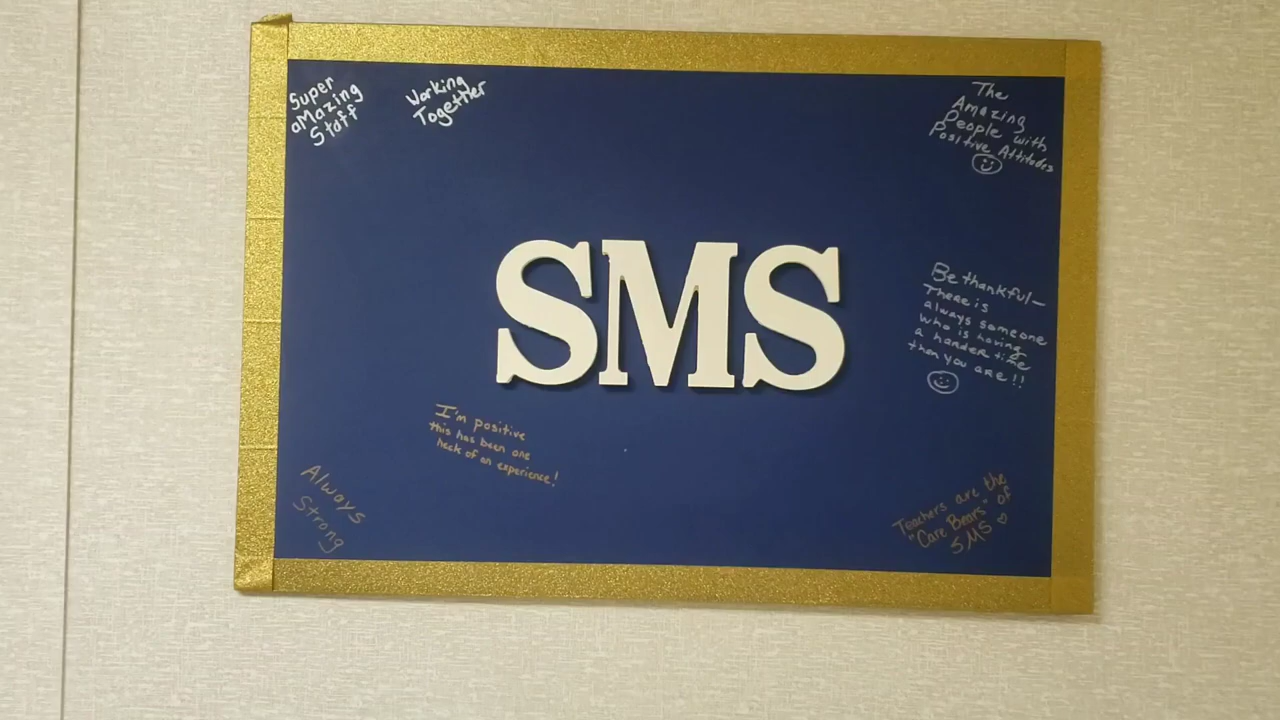 Super
aMazing
Staff
Working
Together
The
Amazing
People with
Positive Attitudes
SMS
Be thankful—
There is
always someone
who is having
a harder time
than you are!!
I'm positive
this has been one
heck of an experience!
Always
Strong
Teachers are the
"Care Bears" of
SMS